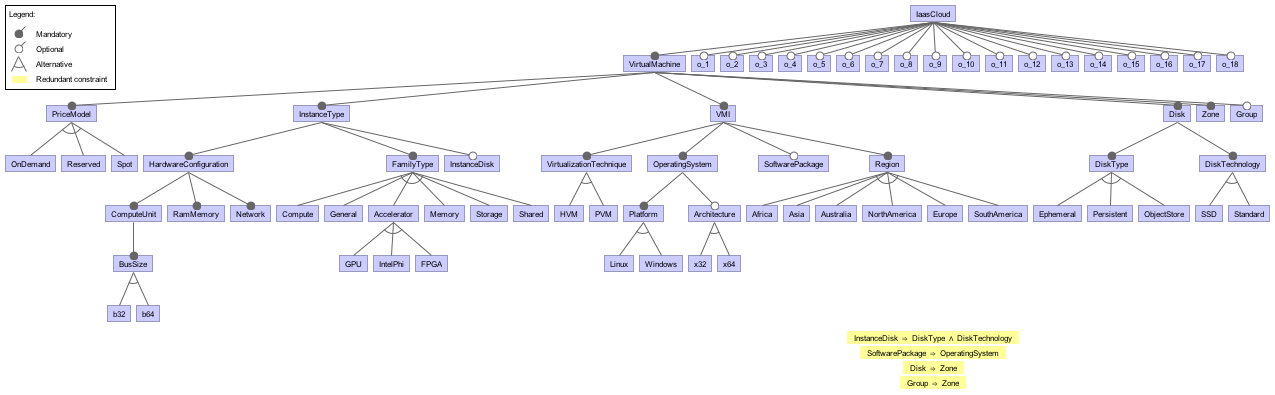 Legend:
Mandatory
Optional
Alternative
Redundant constraint
IaasCloud
VirtualMachine o_1 o_2 o_3 o_4 o_5 o_6 o_7 o_8 o_9 o_10 o_11 o_12 o_13 o_14 o_15 o_16 o_17 o_18
PriceModel InstanceType VMI Disk Zone Group
OnDemand Reserved Spot HardwareConfiguration FamilyType InstanceDisk VirtualizationTechnique OperatingSystem SoftwarePackage Region DiskType DiskTechnology
ComputeUnit RamMemory Network Compute General Accelerator Memory Storage Shared HVM PVM Platform Architecture Africa Asia Australia NorthAmerica Europe SouthAmerica Ephemeral Persistent ObjectStore SSD Standard
BusSize GPU IntelPhi FPGA Linux Windows x32 x64
b32 b64
InstanceDisk ⇒ DiskType ∧ DiskTechnology
SoftwarePackage ⇒ OperatingSystem
Disk ⇒ Zone
Group ⇒ Zone